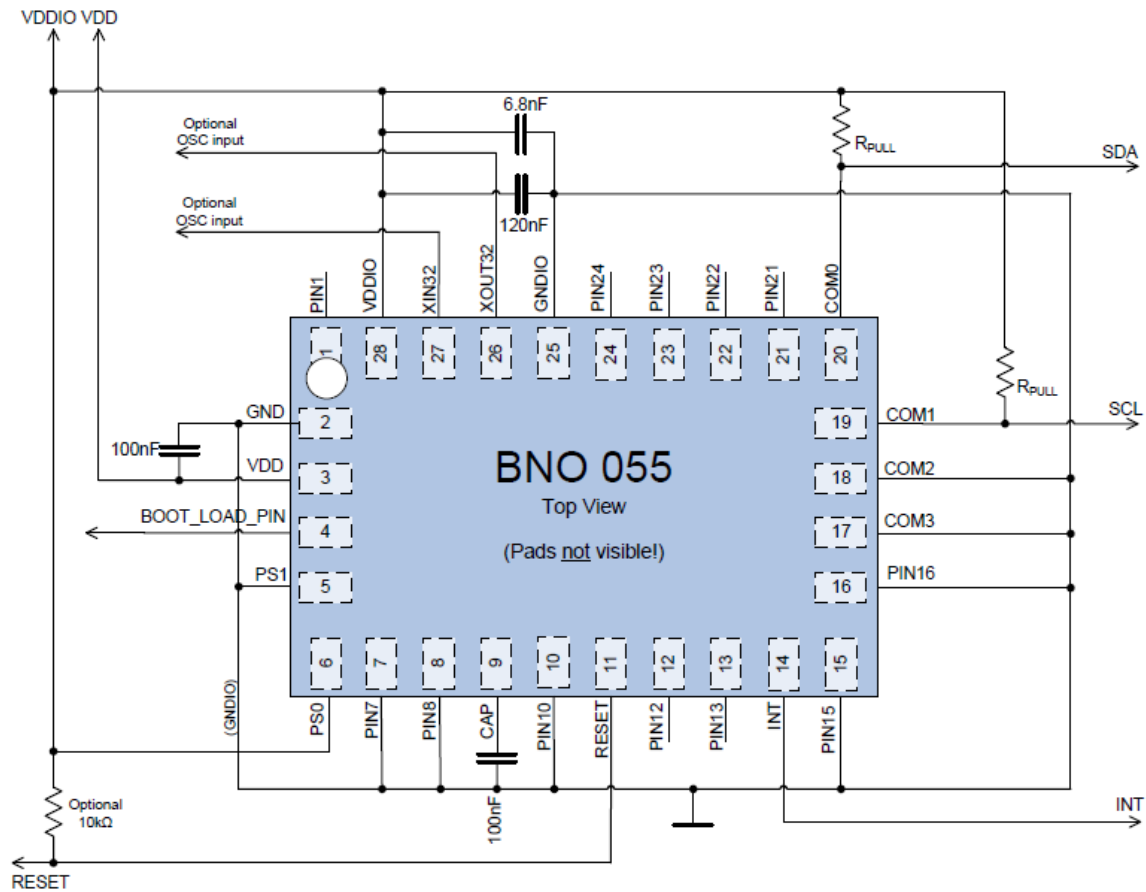 VDDIO VDD
6.8nF
Optional
OSC input
R_PULL
SDA
Optional
OSC input
120nF
PIN1
VDDIO
XIN32
XOUT32
GNDIO
PIN24
PIN23
PIN22
PIN21
COM0
1
28
27
26
25
24
23
22
21
20
R_PULL
GND
2
19
COM1
SCL
100nF
VDD
3
BNO 055
18
COM2
Top View
BOOT_LOAD_PIN
4
17
COM3
(Pads not visible!)
PS1
5
16
PIN16
6
7
8
9
10
11
12
13
14
15
(GNDIO)
PS0
PIN7
PIN8
CAP
PIN10
RESET
PIN12
PIN13
INT
PIN15
Optional
10kΩ
100nF
INT
RESET